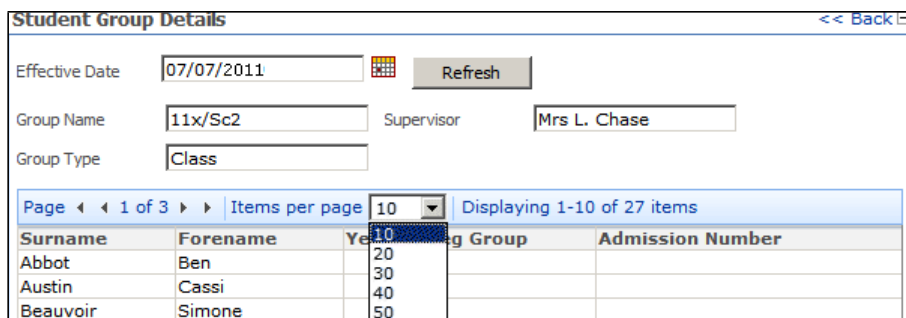 Student Group Details << Back
Effective Date 07/07/2011 Refresh
Group Name 11x/Sc2 Supervisor Mrs L. Chase
Group Type Class
Page 1 of 3 Items per page 10 Displaying 1-10 of 27 items
Surname Forename Group Admission Number
10
Abbot Ben
20
30
Austin Cassi
40
Beauvoir Simone
50